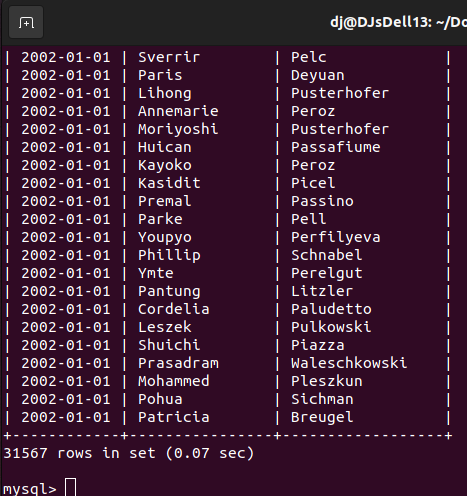 dj@DJsDell13: ~/Do
| 2002-01-01 | Sverrir | Pelc |
| 2002-01-01 | Paris | Deyuan |
| 2002-01-01 | Lihong | Pusterhofer |
| 2002-01-01 | Annemarie | Peroz |
| 2002-01-01 | Moriyoshi | Pusterhofer |
| 2002-01-01 | Huican | Passafiume |
| 2002-01-01 | Kayoko | Peroz |
| 2002-01-01 | Kasidit | Picel |
| 2002-01-01 | Premal | Passino |
| 2002-01-01 | Parke | Pell |
| 2002-01-01 | Youpyo | Perfilyeva |
| 2002-01-01 | Phillip | Schnabel |
| 2002-01-01 | Ymte | Perelgut |
| 2002-01-01 | Pantung | Litzler |
| 2002-01-01 | Cordelia | Paludetto |
| 2002-01-01 | Leszek | Pulkowski |
| 2002-01-01 | Shuichi | Piazza |
| 2002-01-01 | Prasadram | Waleschkowski |
| 2002-01-01 | Mohammed | Pleszkun |
| 2002-01-01 | Pohua | Sichman |
| 2002-01-01 | Patricia | Breugel |
+------------+----------------+------------------+
31567 rows in set (0.07 sec)
mysql>